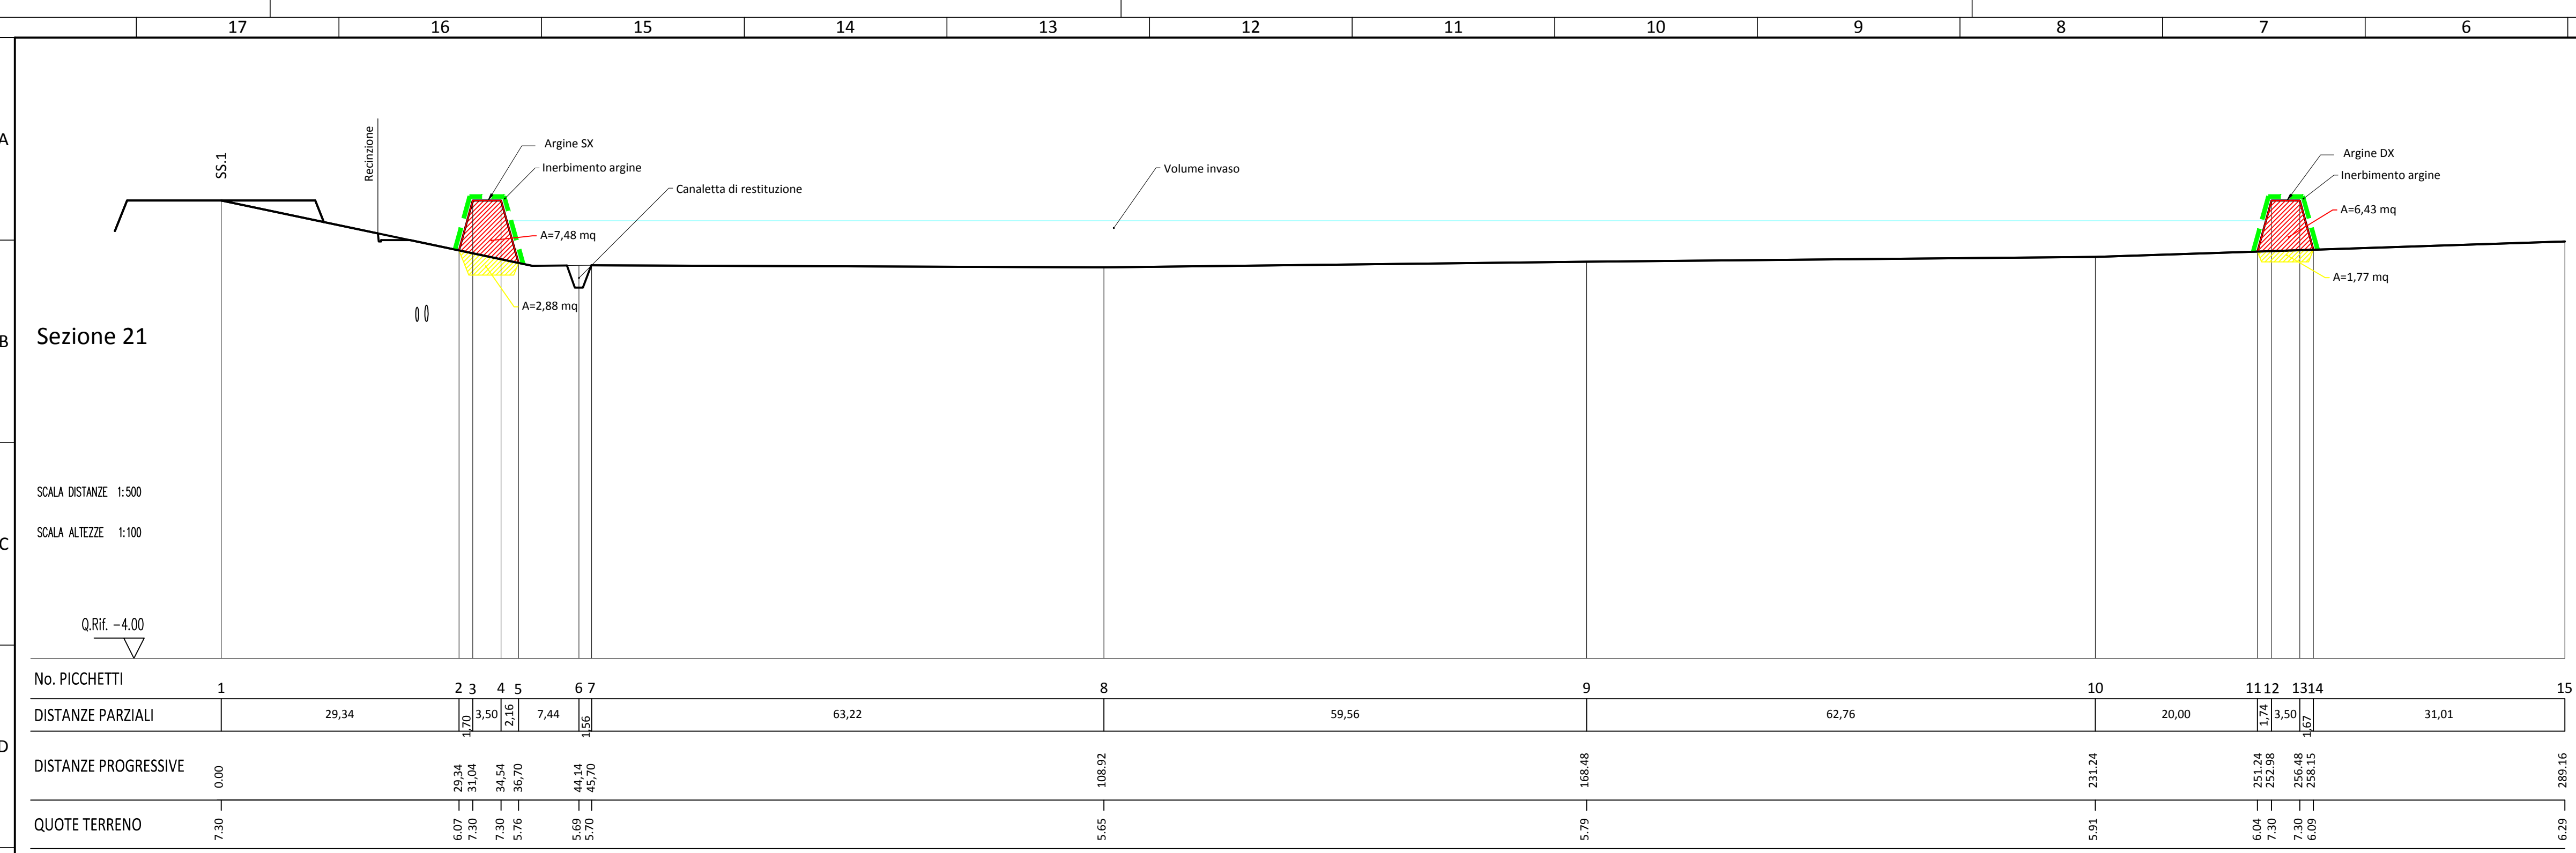 17 16 15 14 13 12 11 10 9 8 7 6
A
SS.1
Recinzione
Argine SX
Inerbimento argine
Canaletta di restituzione
A=7,48 mq
A=2,88 mq
Volume invaso
Argine DX
Inerbimento argine
A=6,43 mq
A=1,77 mq
B
Sezione 21
SCALA DISTANZE 1:500
SCALA ALTEZZE 1:100
C
Q.Rif. -4.00
No. PICCHETTI 1 2 3 4 5 6 7 8 9 10 11 12 13 14 15
DISTANZE PARZIALI 29,34 1,70 3,50 2,16 7,44 1,56 63,22 59,56 62,76 20,00 1,74 3,50 1,67 31,01
D
DISTANZE PROGRESSIVE 0.00 29,34 31,04 34,54 36,70 44,14 45,70 108.92 168.48 231.24 251.24 252.98 256.48 258.15 289.16
QUOTE TERRENO 7.30 6.07 7.30 7.30 5.76 5.69 5.70 5.65 5.79 5.91 6.04 7.30 7.30 6.09 6.29